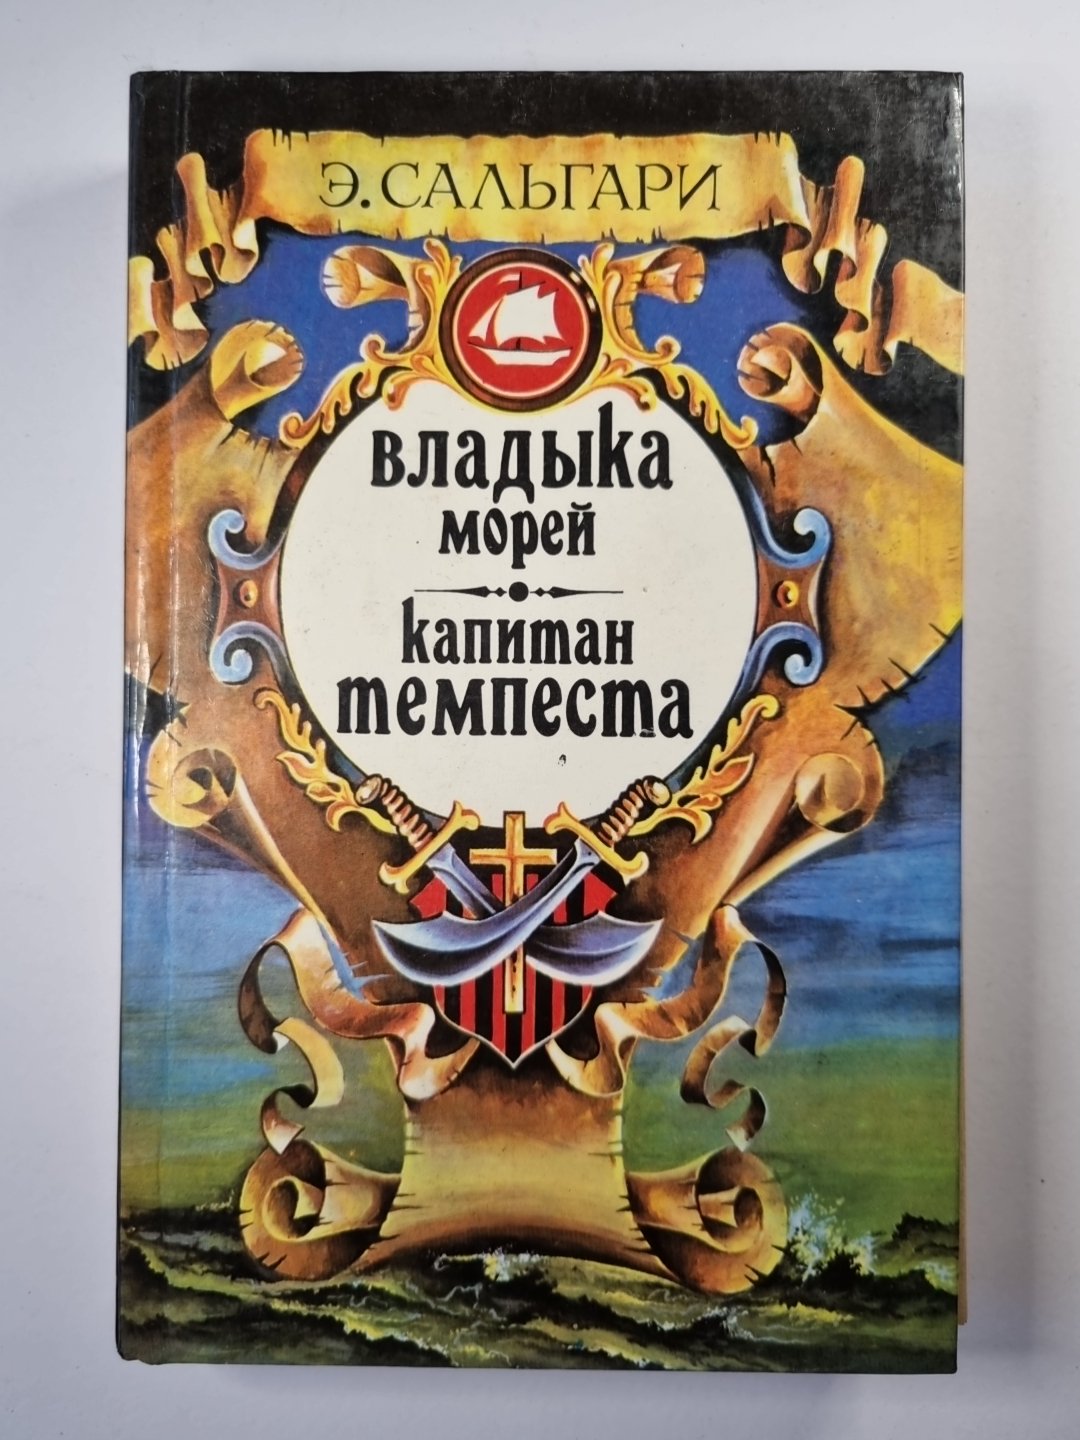 Э. САЛЬГАРИ
владыка
морей
капитан
темпеста